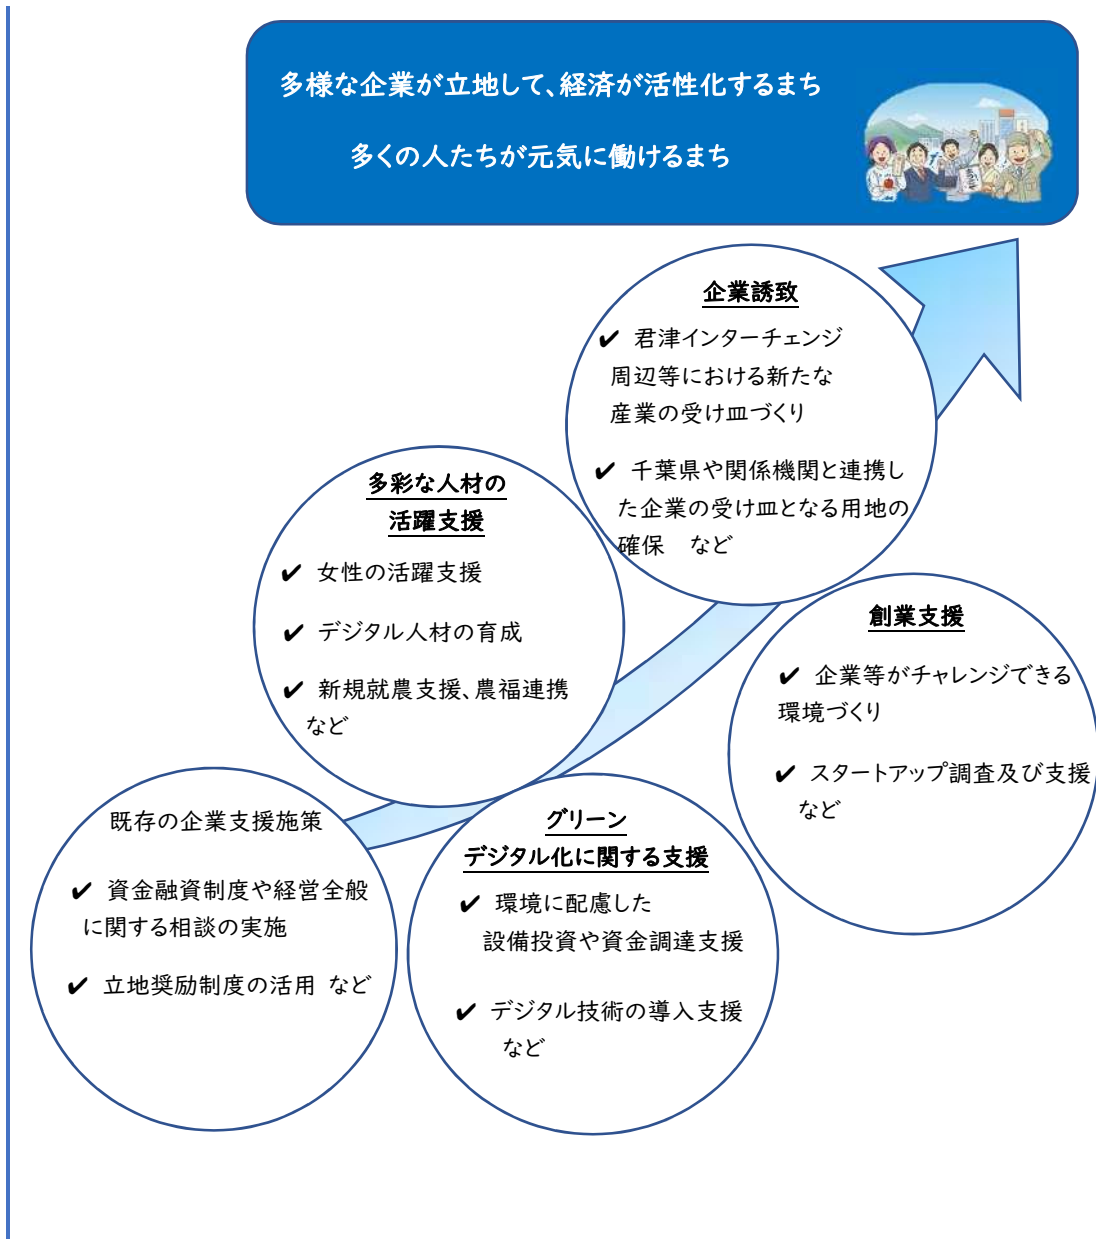 多様な企業が立地して、経済が活性化するまち
多くの人たちが元気に働けるまち
企業誘致
✔ 君津インターチェンジ
周辺等における新たな
産業の受け皿づくり
✔ 千葉県や関係機関と連携し
た企業の受け皿となる用地の
確保　など
多彩な人材の
活躍支援
✔ 女性の活躍支援
✔ デジタル人材の育成
✔ 新規就農支援、農福連携
など
創業支援
✔ 企業等がチャレンジできる
環境づくり
✔ スタートアップ調査及び支援
など
既存の企業支援施策
✔ 資金融資制度や経営全般
に関する相談の実施
✔ 立地奨励制度の活用 など
グリーン
デジタル化に関する支援
✔ 環境に配慮した
設備投資や資金調達支援
✔ デジタル技術の導入支援
など